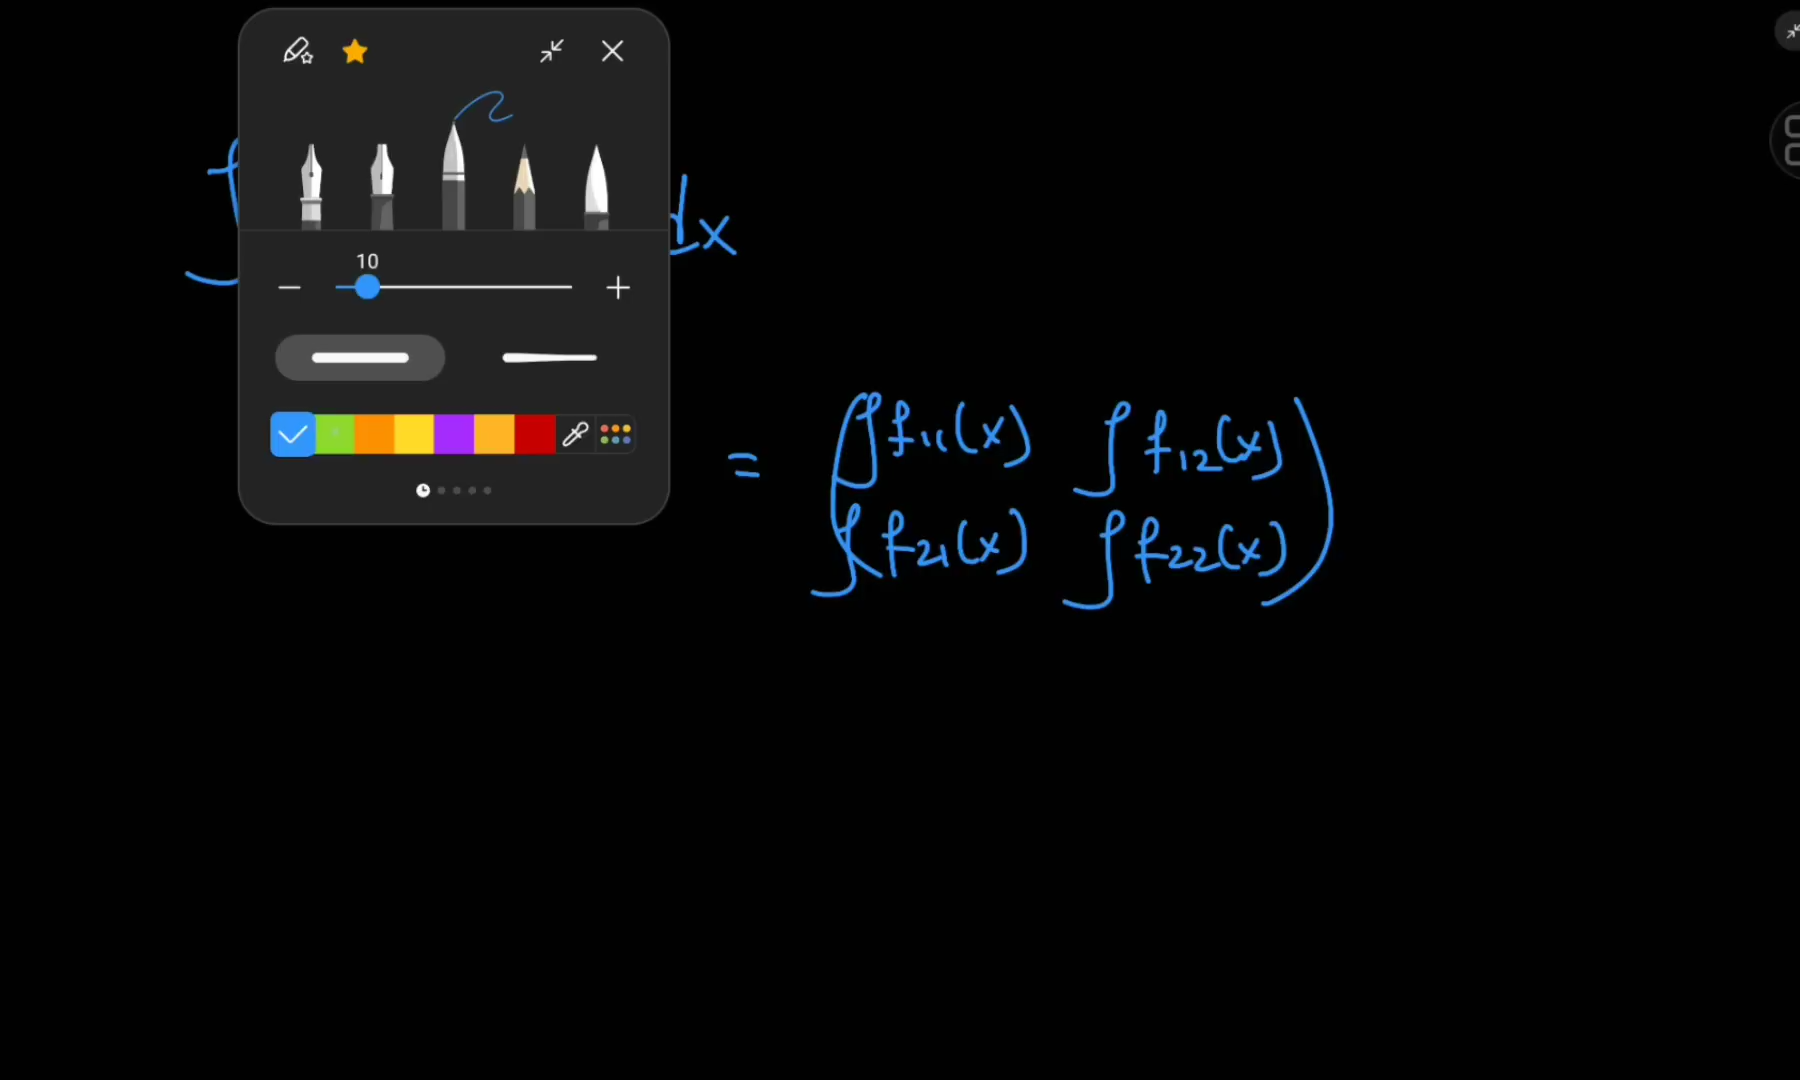 dx
10
= ( ∫f₁₁(x) ∫f₁₂(x)
∫f₂₁(x) ∫f₂₂(x) )